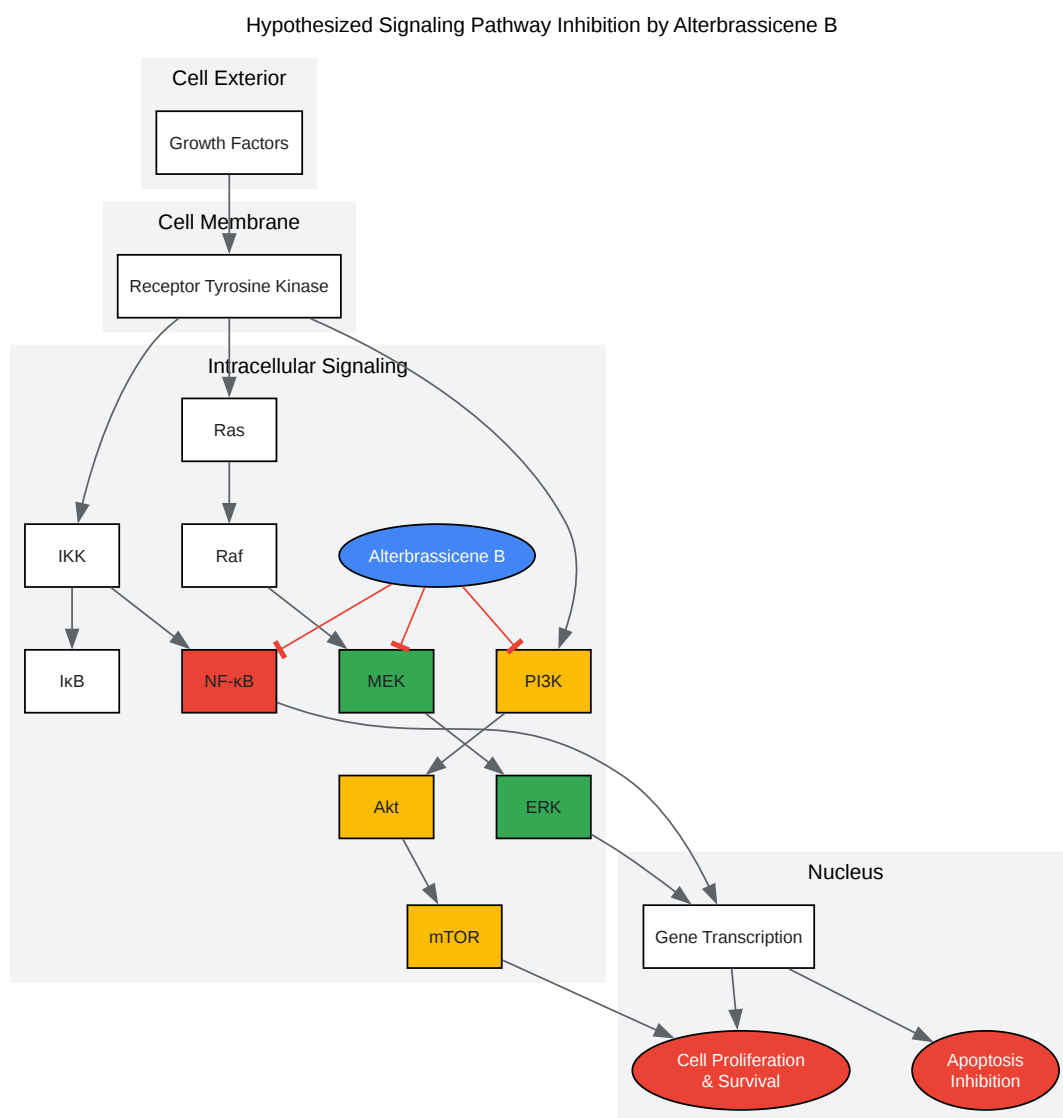 Hypothesized Signaling Pathway Inhibition by Alterbrassicene B
Cell Exterior
Growth Factors
Cell Membrane
Receptor Tyrosine Kinase
Intracellular Signaling
Ras
IKK
Raf
Alterbrassicene B
IκB
NF-κB
MEK
PI3K
Akt
ERK
Nucleus
mTOR
Gene Transcription
Cell Proliferation
& Survival
Apoptosis
Inhibition